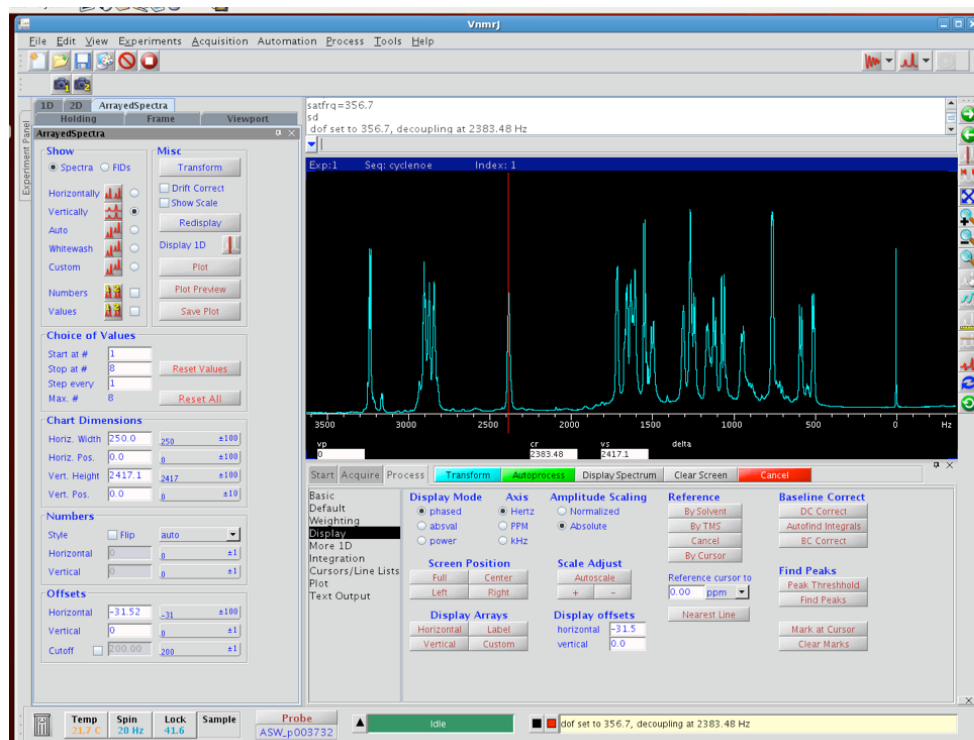 VnmrJ
File Edit View Experiments Acquisition Automation Process Tools Help
1D 2D ArrayedSpectra
Holding Frame Viewport
Experiment Panel
ArrayedSpectra
Show
Spectra FIDs
Horizontally
Vertically
Auto
Whitewash
Custom
Numbers
Values
Misc
Transform
Drift Correct
Show Scale
Redisplay
Display 1D
Plot
Plot Preview
Save Plot
Choice of Values
Start at # 1
Stop at # 8 Reset Values
Step every 1
Max. # 8 Reset All
Chart Dimensions
Horiz. Width 250.0 250 ±100
Horiz. Pos. 0.0 0 ±100
Vert. Height 2417.1 2417 ±100
Vert. Pos. 0.0 0 ±10
Numbers
Style Flip auto
Horizontal 0 0 ±1
Vertical 0 0 ±1
Offsets
Horizontal -31.52 -31 ±100
Vertical 0 0 ±1
Cutoff 200.00 200 ±1
satfrq=356.7
sd
dof set to 356.7, decoupling at 2383.48 Hz
Exp:1 Seq: cyclenoe Index: 1
3500 3000 2500 2000 1500 1000 500 0 Hz
vp cr vs delta
0 2383.48 2417.1
Start Acquire Process Transform Autoprocess Display Spectrum Clear Screen Cancel
Basic
Default
Weighting
Display
More 1D
Integration
Cursors/Line Lists
Plot
Text Output
Display Mode
phased
absval
power
Axis
Hertz
PPM
kHz
Screen Position
Full Center
Left Right
Display Arrays
Horizontal Label
Vertical Custom
Amplitude Scaling
Normalized
Absolute
Scale Adjust
Autoscale
+ -
Display offsets
horizontal -31.5
vertical 0.0
Reference
By Solvent
By TMS
Cancel
By Cursor
Reference cursor to
0.00 ppm
Nearest Line
Baseline Correct
DC Correct
Autofind Integrals
BC Correct
Find Peaks
Peak Threshhold
Find Peaks
Mark at Cursor
Clear Marks
Temp Spin Lock Sample
21.7 C 20 Hz 41.6
Probe
ASW_p003732
Idle
dof set to 356.7, decoupling at 2383.48 Hz